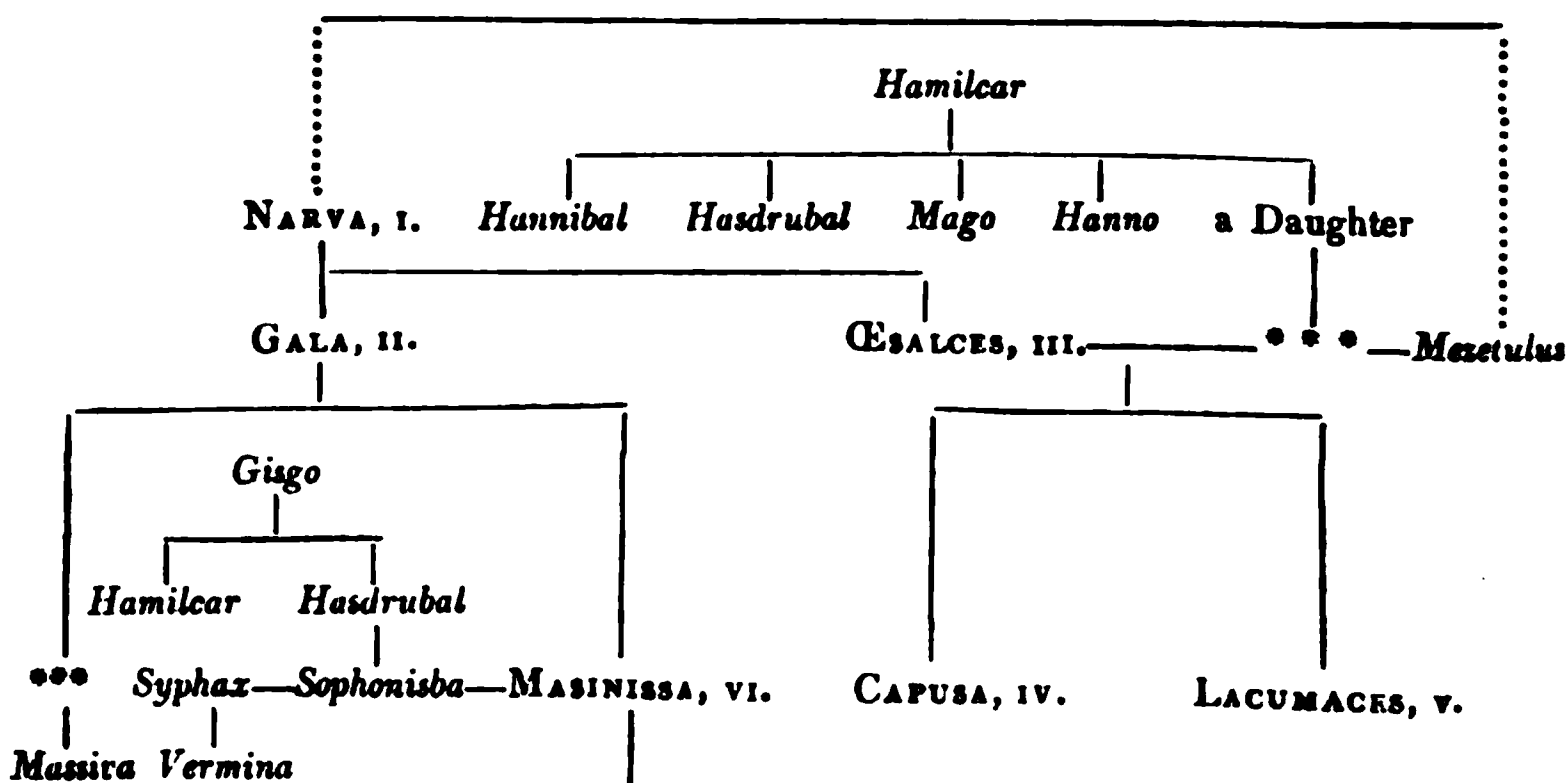 Hamilcar
NARVA, I. Hannibal Hasdrubal Mago Hanno a Daughter
GALA, II. ŒSALCES, III. * * * Mezetulus
Gisgo
Hamilcar Hasdrubal
*** Syphax—Sophonisba—MASINISSA, VI. CAPUSA, IV. LACUMACES, V.
Massiva Vermina